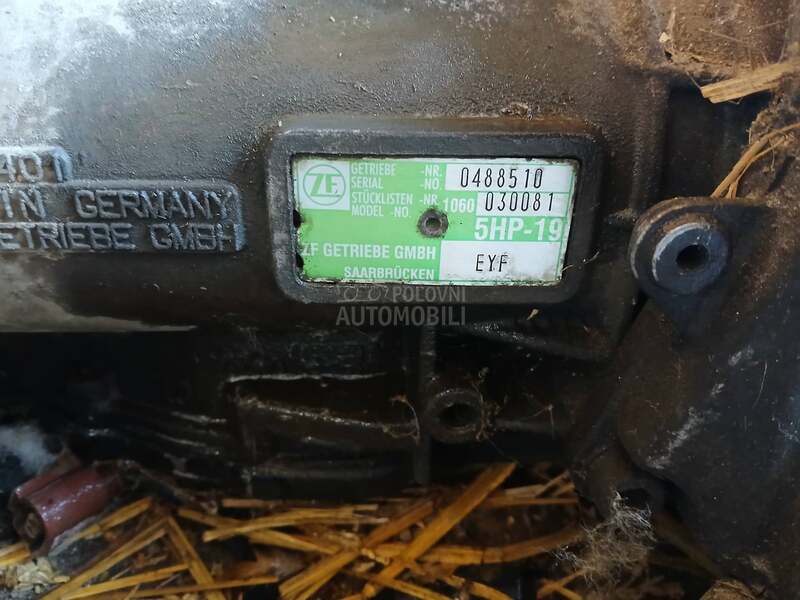 401
IN GERMANY
ETRIEBE GMBH
ZF
GETRIEBE -NR. 0488510
SERIAL -NO.
STÜCKLISTEN -NR. 1060 030081
MODEL -NO.
5HP-19
ZF GETRIEBE GMBH
SAARBRÜCKEN
EYF
POLOVNI
AUTOMOBILI